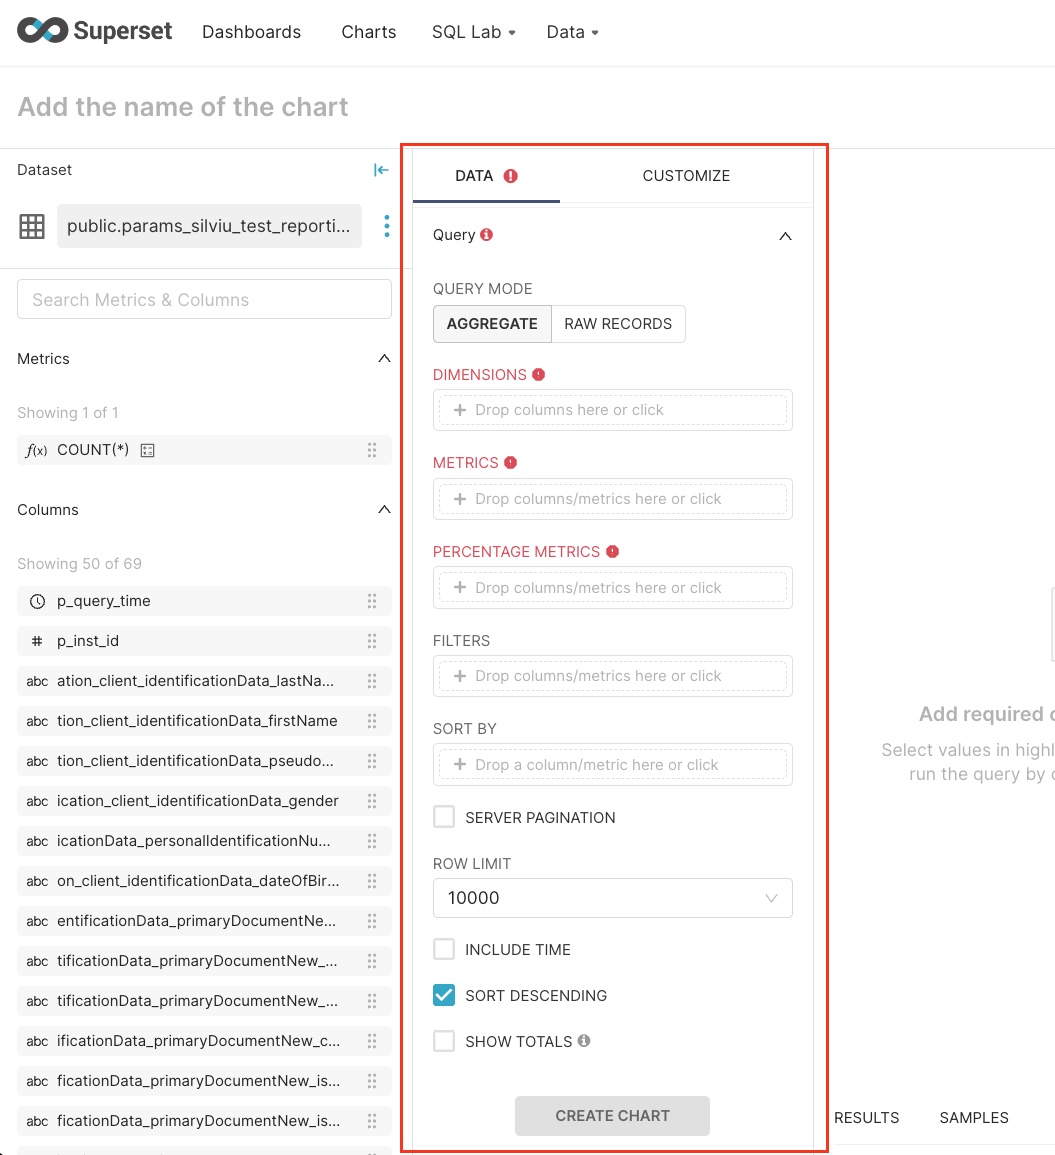 Superset Dashboards Charts SQL Lab Data
Add the name of the chart
Dataset
public.params_silviu_test_reporti...
Search Metrics & Columns
Metrics
Showing 1 of 1
f(x) COUNT(*)
Columns
Showing 50 of 69
p_query_time
# p_inst_id
abc ation_client_identificationData_lastNa...
abc tion_client_identificationData_firstName
abc tion_client_identificationData_pseudo...
abc ication_client_identificationData_gender
abc icationData_personalIdentificationNu...
abc on_client_identificationData_dateOfBir...
abc entificationData_primaryDocumentNe...
abc tificationData_primaryDocumentNew_...
abc tificationData_primaryDocumentNew_...
abc ificationData_primaryDocumentNew_c...
abc ficationData_primaryDocumentNew_is...
abc ficationData_primaryDocumentNew_is...
DATA CUSTOMIZE
Query
QUERY MODE
AGGREGATE RAW RECORDS
DIMENSIONS
+ Drop columns here or click
METRICS
+ Drop columns/metrics here or click
PERCENTAGE METRICS
+ Drop columns/metrics here or click
FILTERS
+ Drop columns/metrics here or click
SORT BY
+ Drop a column/metric here or click
SERVER PAGINATION
ROW LIMIT
10000
INCLUDE TIME
SORT DESCENDING
SHOW TOTALS
CREATE CHART
Add required
Select values in highl
run the query by
RESULTS SAMPLES